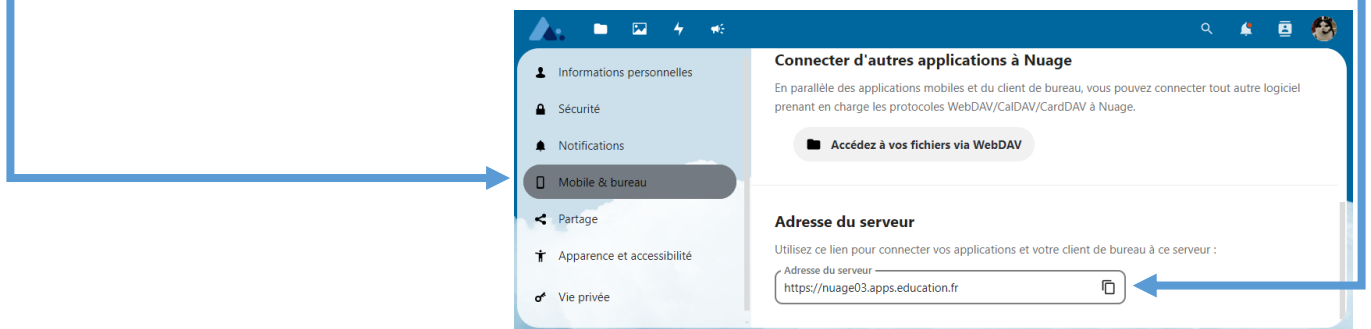 Informations personnelles
Sécurité
Notifications
Mobile & bureau
Partage
Apparence et accessibilité
Vie privée
Connecter d'autres applications à Nuage
En parallèle des applications mobiles et du client de bureau, vous pouvez connecter tout autre logiciel
prenant en charge les protocoles WebDAV/CalDAV/CardDAV à Nuage.
Accédez à vos fichiers via WebDAV
Adresse du serveur
Utilisez ce lien pour connecter vos applications et votre client de bureau à ce serveur :
Adresse du serveur
https://nuage03.apps.education.fr